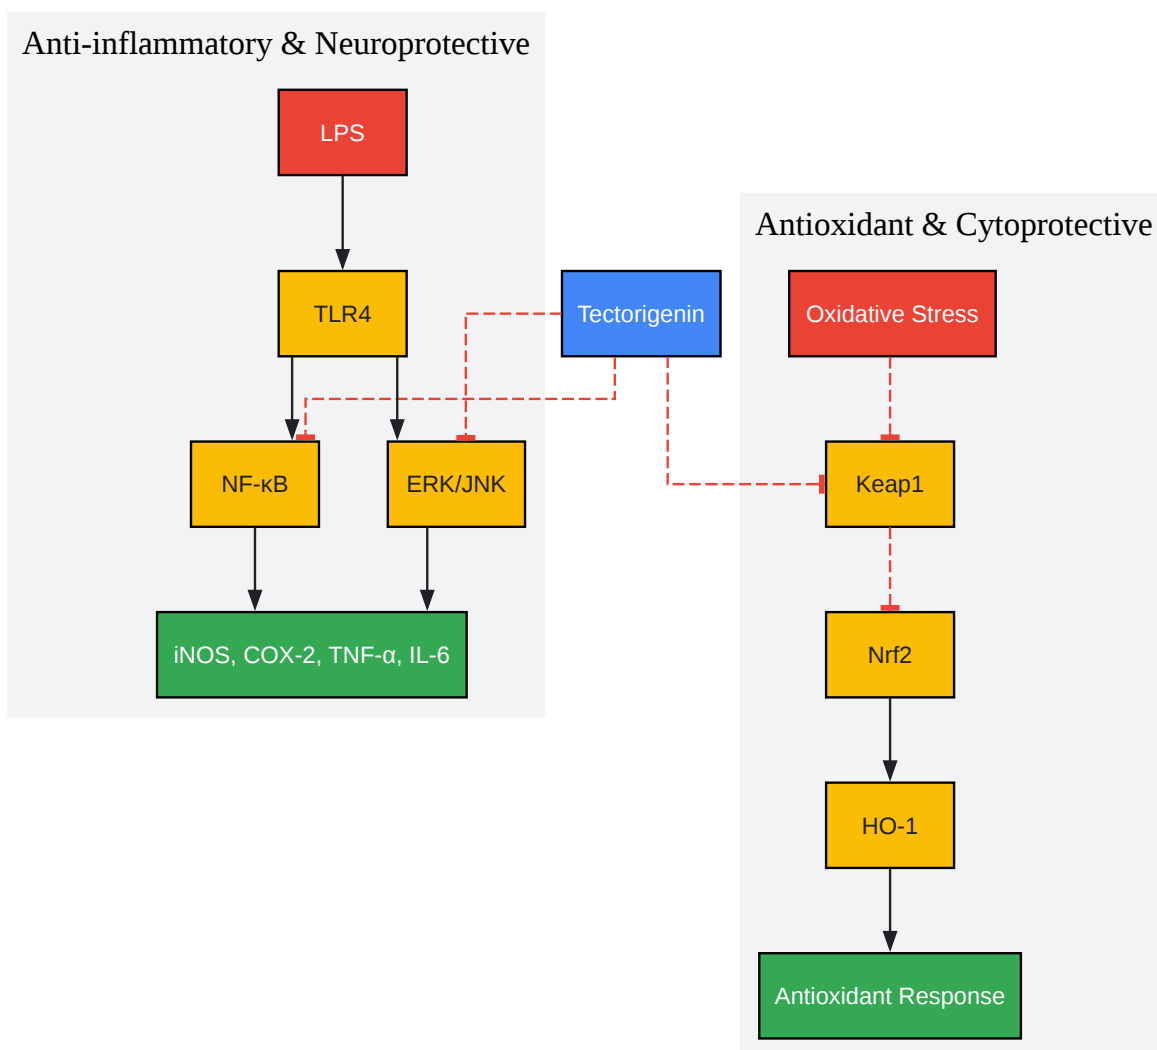 Anti-inflammatory & Neuroprotective
LPS
TLR4
NF-κB
ERK/JNK
iNOS, COX-2, TNF-α, IL-6
Tectorigenin
Antioxidant & Cytoprotective
Oxidative Stress
Keap1
Nrf2
HO-1
Antioxidant Response